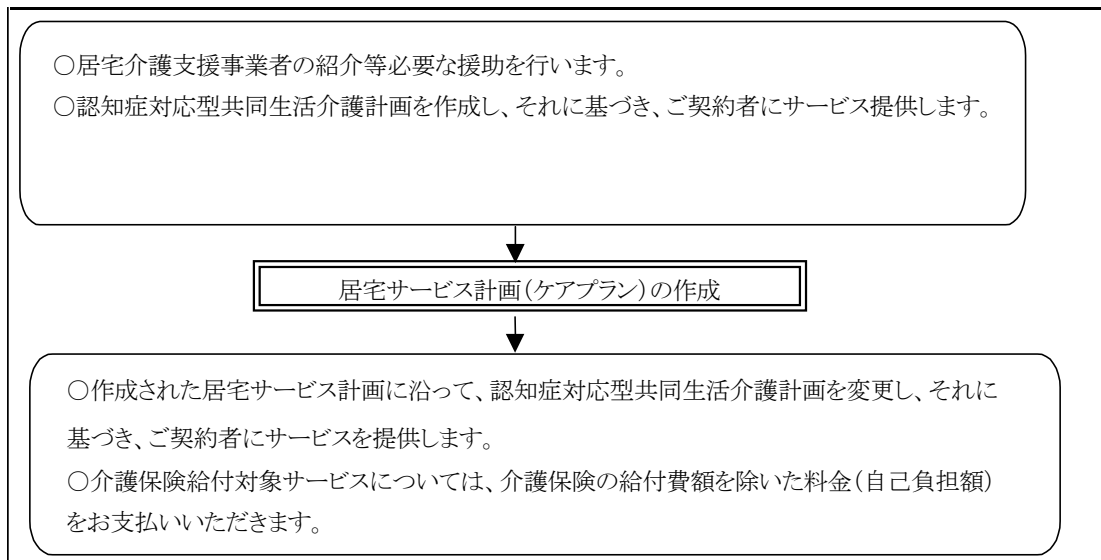 ○居宅介護支援事業者の紹介等必要な援助を行います。
○認知症対応型共同生活介護計画を作成し、それに基づき、ご契約者にサービス提供します。
居宅サービス計画(ケアプラン)の作成
○作成された居宅サービス計画に沿って、認知症対応型共同生活介護計画を変更し、それに
基づき、ご契約者にサービスを提供します。
○介護保険給付対象サービスについては、介護保険の給付費額を除いた料金(自己負担額)
をお支払いいただきます。